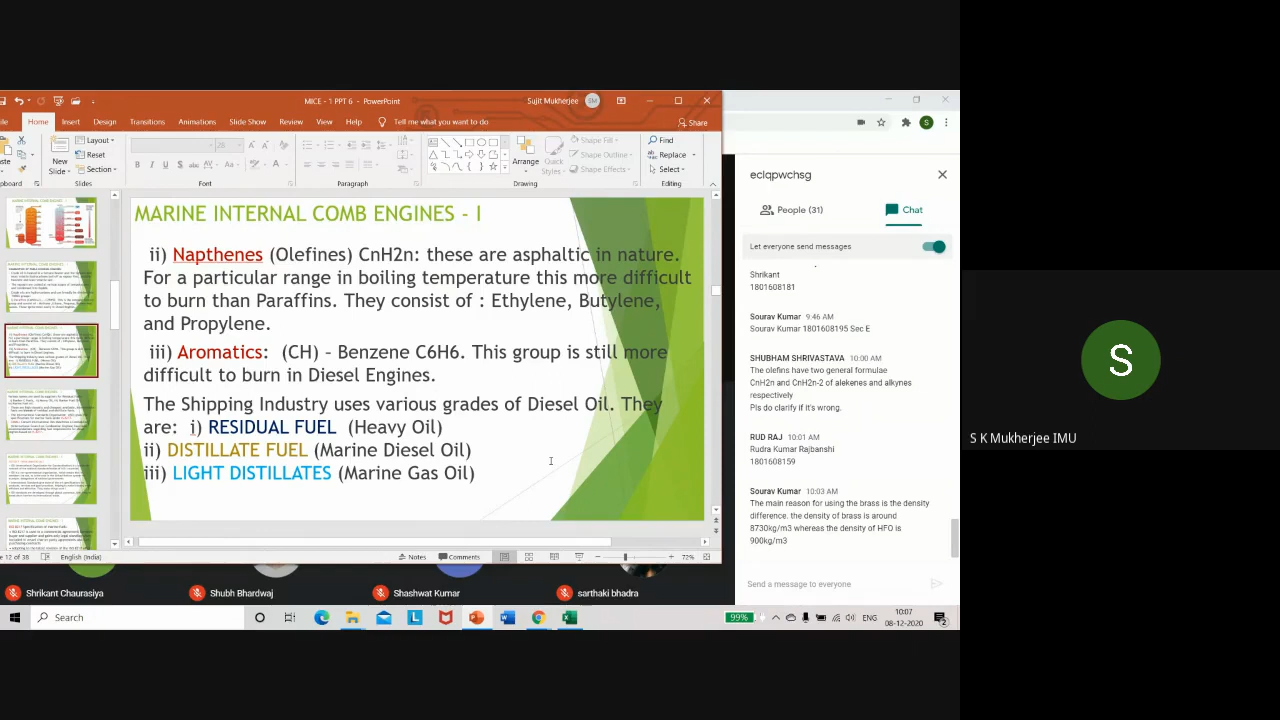 MICE - 1 PPT 6 - PowerPoint
Sujit Mukherjee
File Home Insert Design Transitions Animations Slide Show Review View Help Tell me what you want to do Share
New
Slide
Layout
Reset
Section
Slides
Font
Paragraph
Arrange
Quick
Styles
Shape Fill
Shape Outline
Shape Effects
Drawing
Find
Replace
Select
Editing
MARINE INTERNAL COMB ENGINES - I
ii) Napthenes (Olefines) CnH2n: these are asphaltic in nature.
For a particular range in boiling temperature this more difficult
to burn than Paraffins. They consist of : Ethylene, Butylene,
and Propylene.
iii) Aromatics: (CH) – Benzene C6H6. This group is still more
difficult to burn in Diesel Engines.
The Shipping Industry uses various grades of Diesel Oil. They
are: i) RESIDUAL FUEL (Heavy Oil)
ii) DISTILLATE FUEL (Marine Diesel Oil)
iii) LIGHT DISTILLATES (Marine Gas Oil)
12 of 38 English (India)
Notes Comments 72%
Shrikant Chaurasiya
Shubh Bhardwaj
Shashwat Kumar
sarthaki bhadra
eclqpwchsg
People (31) Chat
Let everyone send messages
Shrikant
1801608181
Sourav Kumar 9:46 AM
Sourav Kumar 1801608195 Sec E
SHUBHAM SHRIVASTAVA 10:00 AM
The olefins have two general formulae
CnH2n and CnH2n-2 of alekenes and alkynes
respectively
Pls do clarify if it's wrong.
RUD RAJ 10:01 AM
Rudra Kumar Rajbanshi
1801608159
Sourav Kumar 10:03 AM
The main reason for using the brass is the density
difference. the density of brass is around
8730kg/m3 whereas the density of HFO is
900kg/m3
Send a message to everyone
S
S K Mukherjee IMU
Search
99%
ENG
10:07
08-12-2020